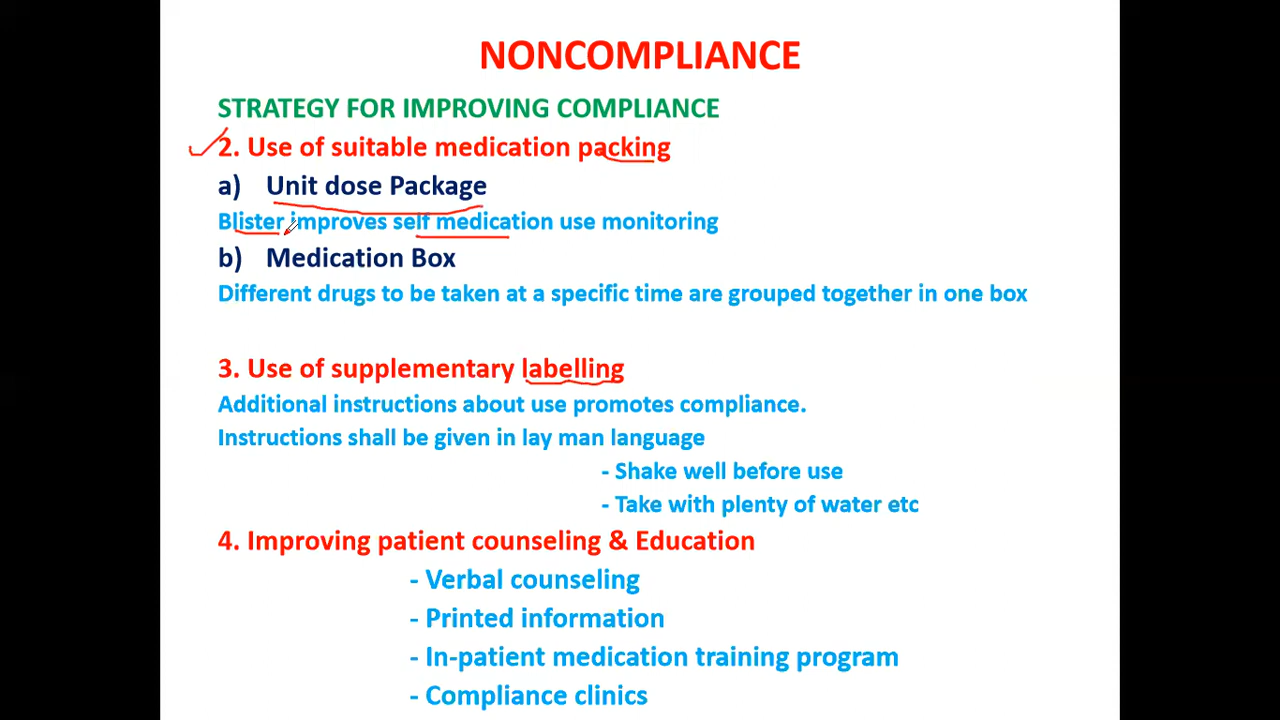 NONCOMPLIANCE
STRATEGY FOR IMPROVING COMPLIANCE
2. Use of suitable medication packing
a) Unit dose Package
Blister improves self medication use monitoring
b) Medication Box
Different drugs to be taken at a specific time are grouped together in one box
3. Use of supplementary labelling
Additional instructions about use promotes compliance.
Instructions shall be given in lay man language
- Shake well before use
- Take with plenty of water etc
4. Improving patient counseling & Education
- Verbal counseling
- Printed information
- In-patient medication training program
- Compliance clinics